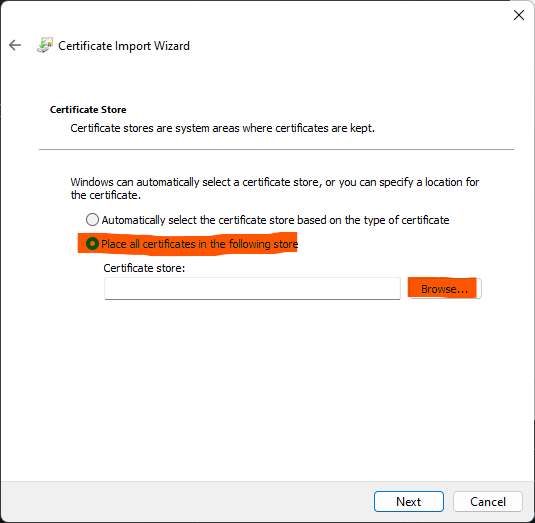 Certificate Import Wizard
Certificate Store
Certificate stores are system areas where certificates are kept.
Windows can automatically select a certificate store, or you can specify a location for
the certificate.
Automatically select the certificate store based on the type of certificate
Place all certificates in the following store
Certificate store:
Browse...
Next
Cancel